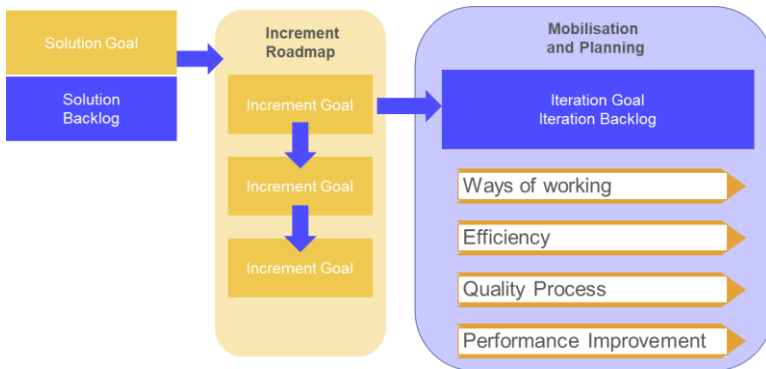 Solution Goal
Solution
Backlog
Increment
Roadmap
Increment Goal
Increment Goal
Increment Goal
Mobilisation
and Planning
Iteration Goal
Iteration Backlog
Ways of working
Efficiency
Quality Process
Performance Improvement